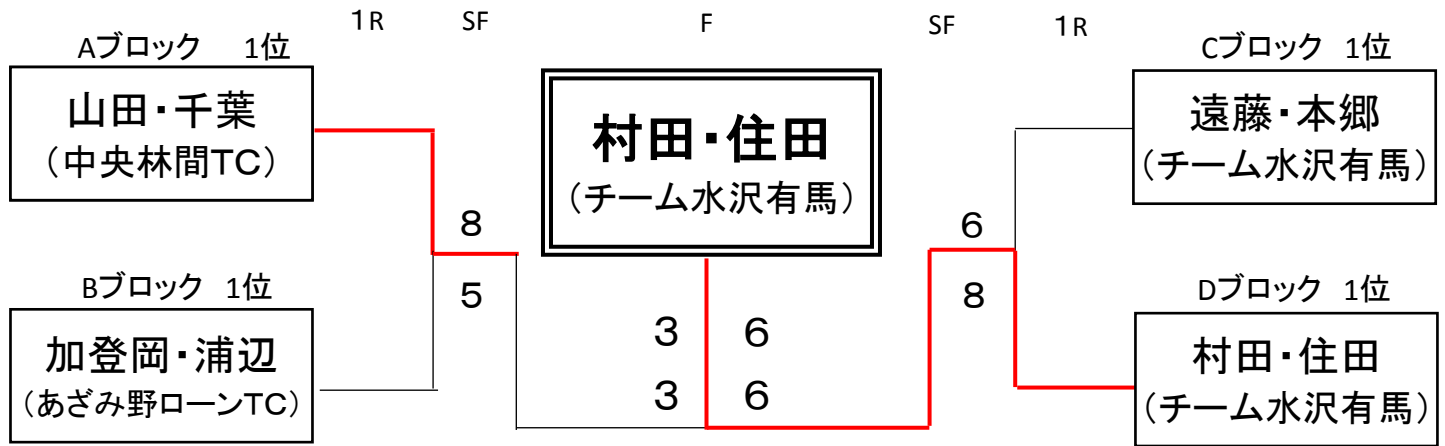 1R SF F SF 1R
Aブロック 1位
山田・千葉
(中央林間TC)
Bブロック 1位
加登岡・浦辺
(あざみ野ローンTC)
8
5
村田・住田
(チーム水沢有馬)
3 6
3 6
6
8
Cブロック 1位
遠藤・本郷
(チーム水沢有馬)
Dブロック 1位
村田・住田
(チーム水沢有馬)